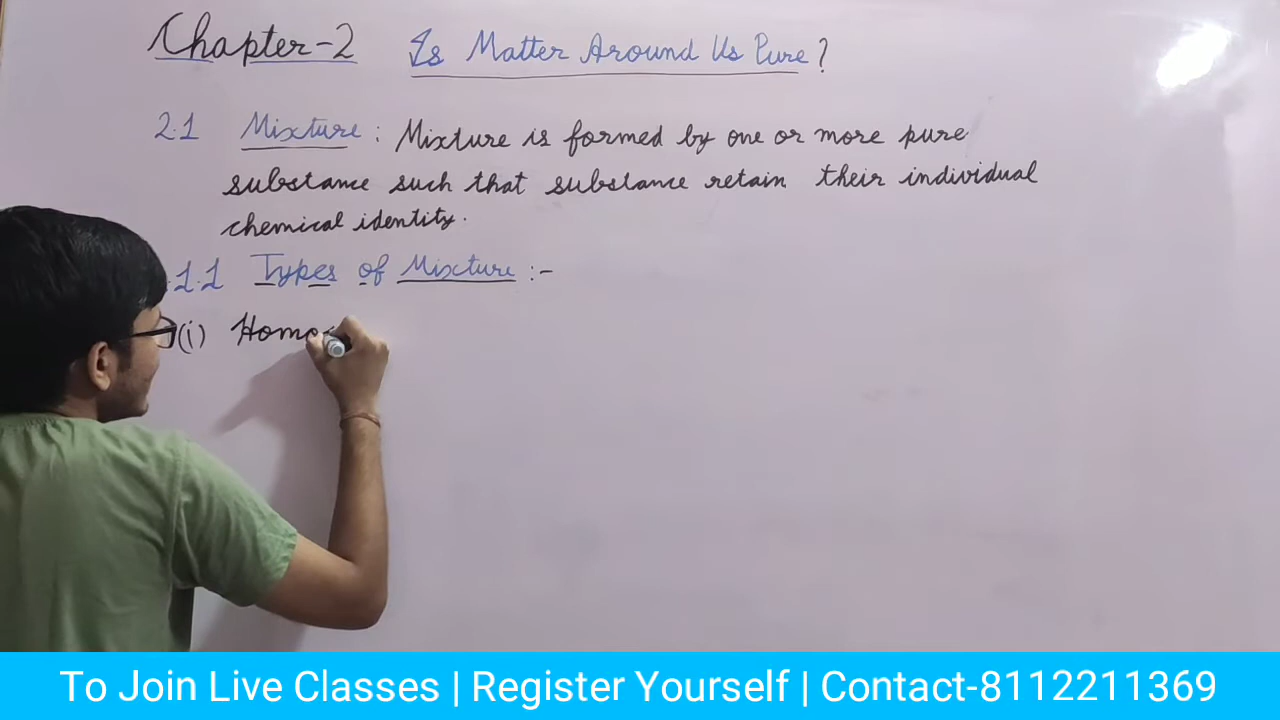 Chapter-2 Is Matter Around Us Pure?
2.1 Mixture : Mixture is formed by one or more pure
substance such that substance retain their individual
chemical identity.
.1.1 Types of Mixture :-
(i) Homo
To Join Live Classes | Register Yourself | Contact-8112211369